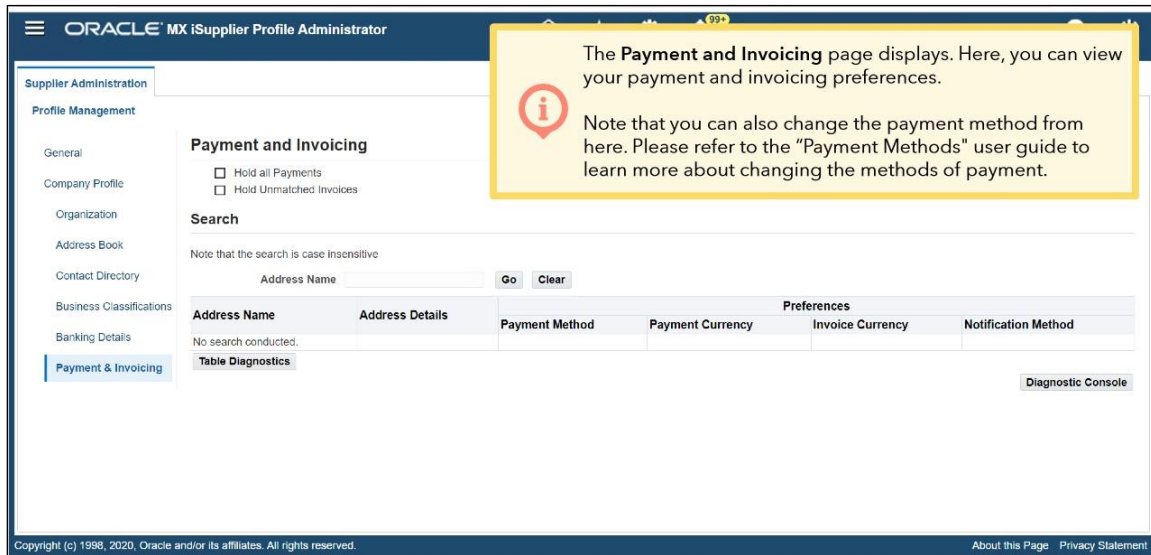 ORACLE MX iSupplier Profile Administrator
99+
The Payment and Invoicing page displays. Here, you can view
your payment and invoicing preferences.
Note that you can also change the payment method from
here. Please refer to the “Payment Methods" user guide to
learn more about changing the methods of payment.
Supplier Administration
Profile Management
General
Company Profile
Organization
Address Book
Contact Directory
Business Classifications
Banking Details
Payment & Invoicing
Payment and Invoicing
Hold all Payments
Hold Unmatched Invoices
Search
Note that the search is case insensitive
Address Name Go Clear
Preferences
Address Name Address Details Payment Method Payment Currency Invoice Currency Notification Method
No search conducted.
Table Diagnostics
Diagnostic Console
Copyright (c) 1998, 2020, Oracle and/or its affiliates. All rights reserved. About this Page Privacy Statement